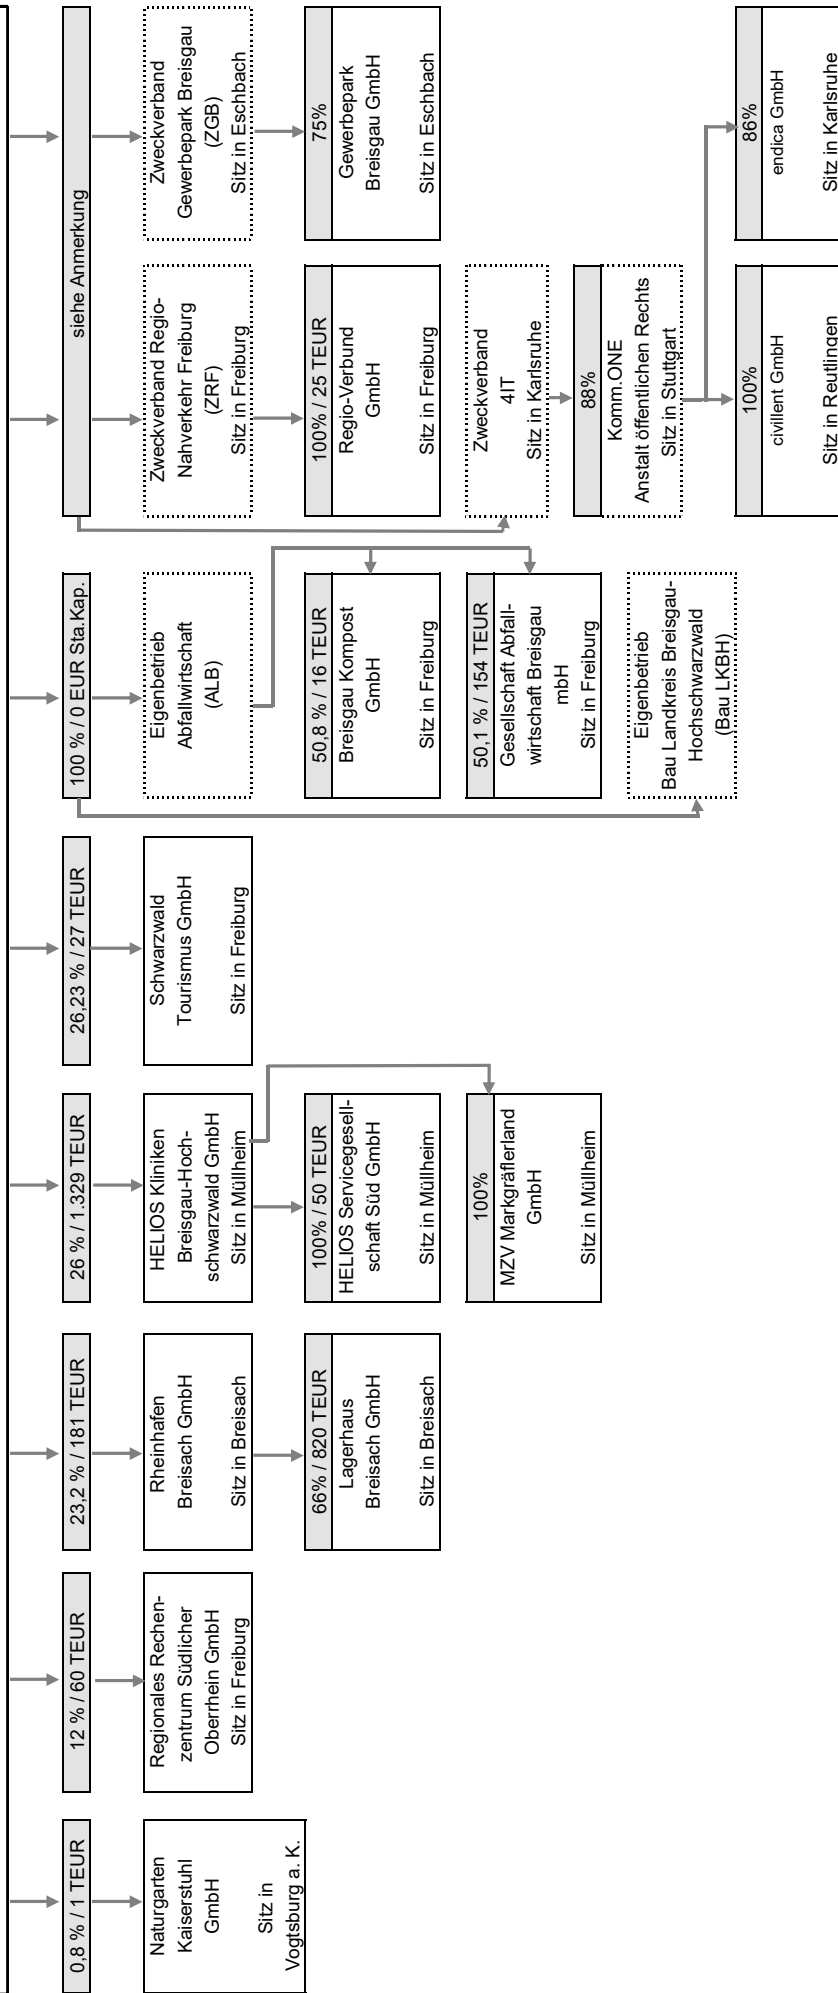 0,8 % / 1 TEUR
Naturgarten
Kaiserstuhl
GmbH
Sitz in
Vogtsburg a. K.
12 % / 60 TEUR
Regionales Rechen-
zentrum Südlicher
Oberrhein GmbH
Sitz in Freiburg
23,2 % / 181 TEUR
Rheinhafen
Breisach GmbH
Sitz in Breisach
66% / 820 TEUR
Lagerhaus
Breisach GmbH
Sitz in Breisach
26 % / 1.329 TEUR
HELIOS Kliniken
Breisgau-Hoch-
schwarzwald GmbH
Sitz in Müllheim
100% / 50 TEUR
HELIOS Servicegesell-
schaft Süd GmbH
Sitz in Müllheim
100%
MZV Markgräflerland
GmbH
Sitz in Müllheim
26,23 % / 27 TEUR
Schwarzwald
Tourismus GmbH
Sitz in Freiburg
100 % / 0 EUR Sta.Kap.
Eigenbetrieb
Abfallwirtschaft
(ALB)
50,8 % / 16 TEUR
Breisgau Kompost
GmbH
Sitz in Freiburg
50,1 % / 154 TEUR
Gesellschaft Abfall-
wirtschaft Breisgau
mbH
Sitz in Freiburg
Eigenbetrieb
Bau Landkreis Breisgau-
Hochschwarzwald
(Bau LKBH)
siehe Anmerkung
Zweckverband Regio-
Nahverkehr Freiburg
(ZRF)
Sitz in Freiburg
100% / 25 TEUR
Regio-Verbund
GmbH
Sitz in Freiburg
Zweckverband
4IT
Sitz in Karlsruhe
88%
Komm.ONE
Anstalt öffentlichen Rechts
Sitz in Stuttgart
100%
civillent GmbH
Sitz in Reutlingen
Zweckverband
Gewerbepark Breisgau
(ZGB)
Sitz in Eschbach
75%
Gewerbepark
Breisgau GmbH
Sitz in Eschbach
86%
endica GmbH
Sitz in Karlsruhe